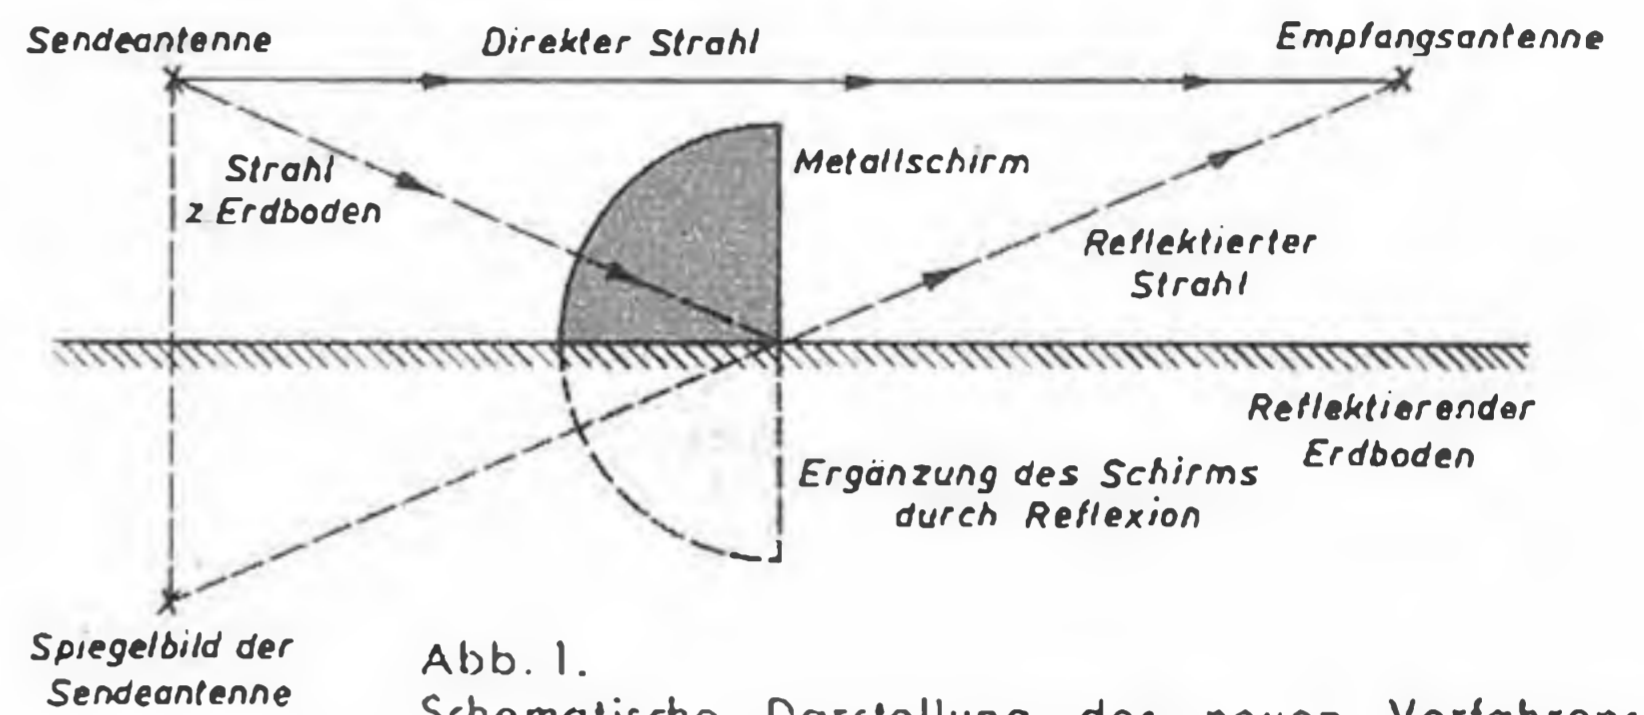 Sendeantenne
Direkter Strahl
Empfangsantenne
Strahl
z Erdboden
Metallschirm
Reflektierter
Strahl
Reflektierender
Erdboden
Ergänzung des Schirms
durch Reflexion
Spiegelbild der
Sendeantenne
Abb. 1.
Schematische Darstellung des neuen Verfahrens